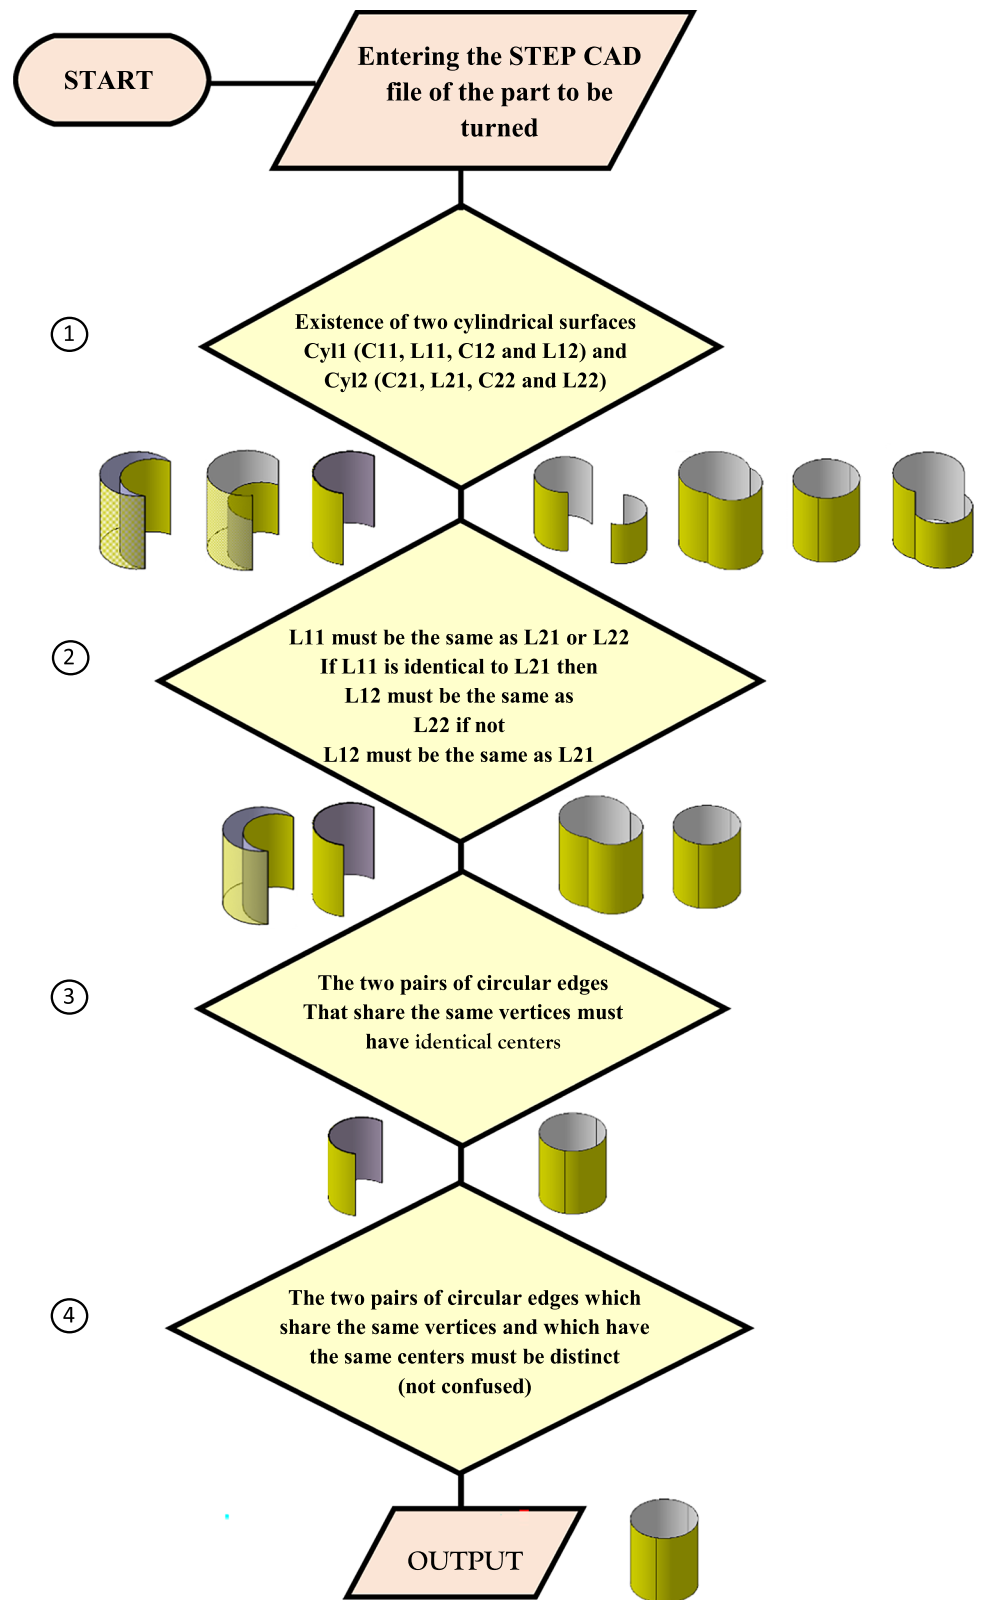 START
Entering the STEP CAD
file of the part to be
turned
1
Existence of two cylindrical surfaces
Cyl1 (C11, L11, C12 and L12) and
Cyl2 (C21, L21, C22 and L22)
2
L11 must be the same as L21 or L22
If L11 is identical to L21 then
L12 must be the same as
L22 if not
L12 must be the same as L21
3
The two pairs of circular edges
That share the same vertices must
have identical centers
4
The two pairs of circular edges which
share the same vertices and which have
the same centers must be distinct
(not confused)
OUTPUT